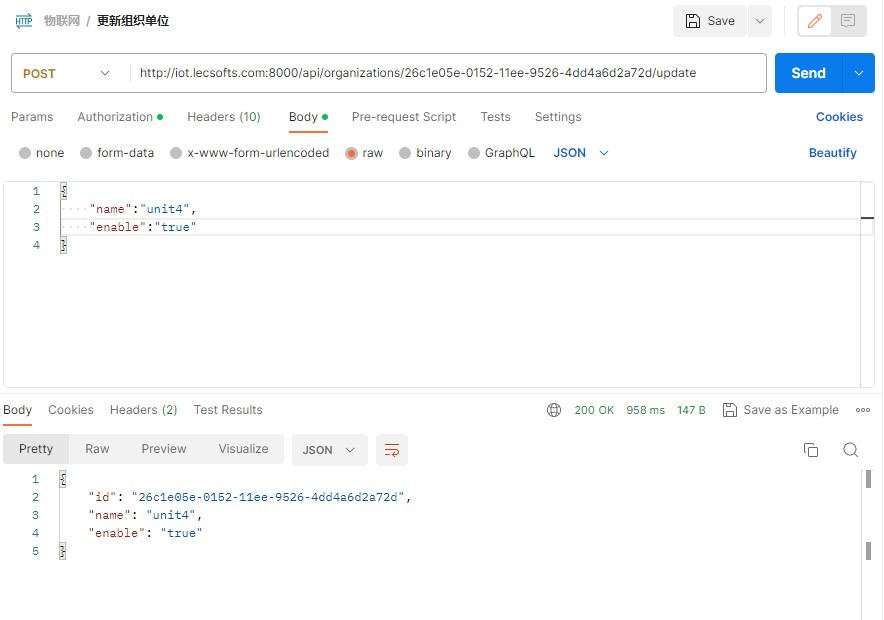 HTTP 物联网 / 更新组织单位 Save
POST http://iot.lecsofts.com:8000/api/organizations/26c1e05e-0152-11ee-9526-4dd4a6d2a72d/update Send
Params Authorization Headers (10) Body Pre-request Script Tests Settings Cookies
none form-data x-www-form-urlencoded raw binary GraphQL JSON Beautify
1 {
2 ····"name":"unit4",
3 ····"enable":"true"
4 }
Body Cookies Headers (2) Test Results 200 OK 958 ms 147 B Save as Example
Pretty Raw Preview Visualize JSON
1 {
2 "id": "26c1e05e-0152-11ee-9526-4dd4a6d2a72d",
3 "name": "unit4",
4 "enable": "true"
5 }